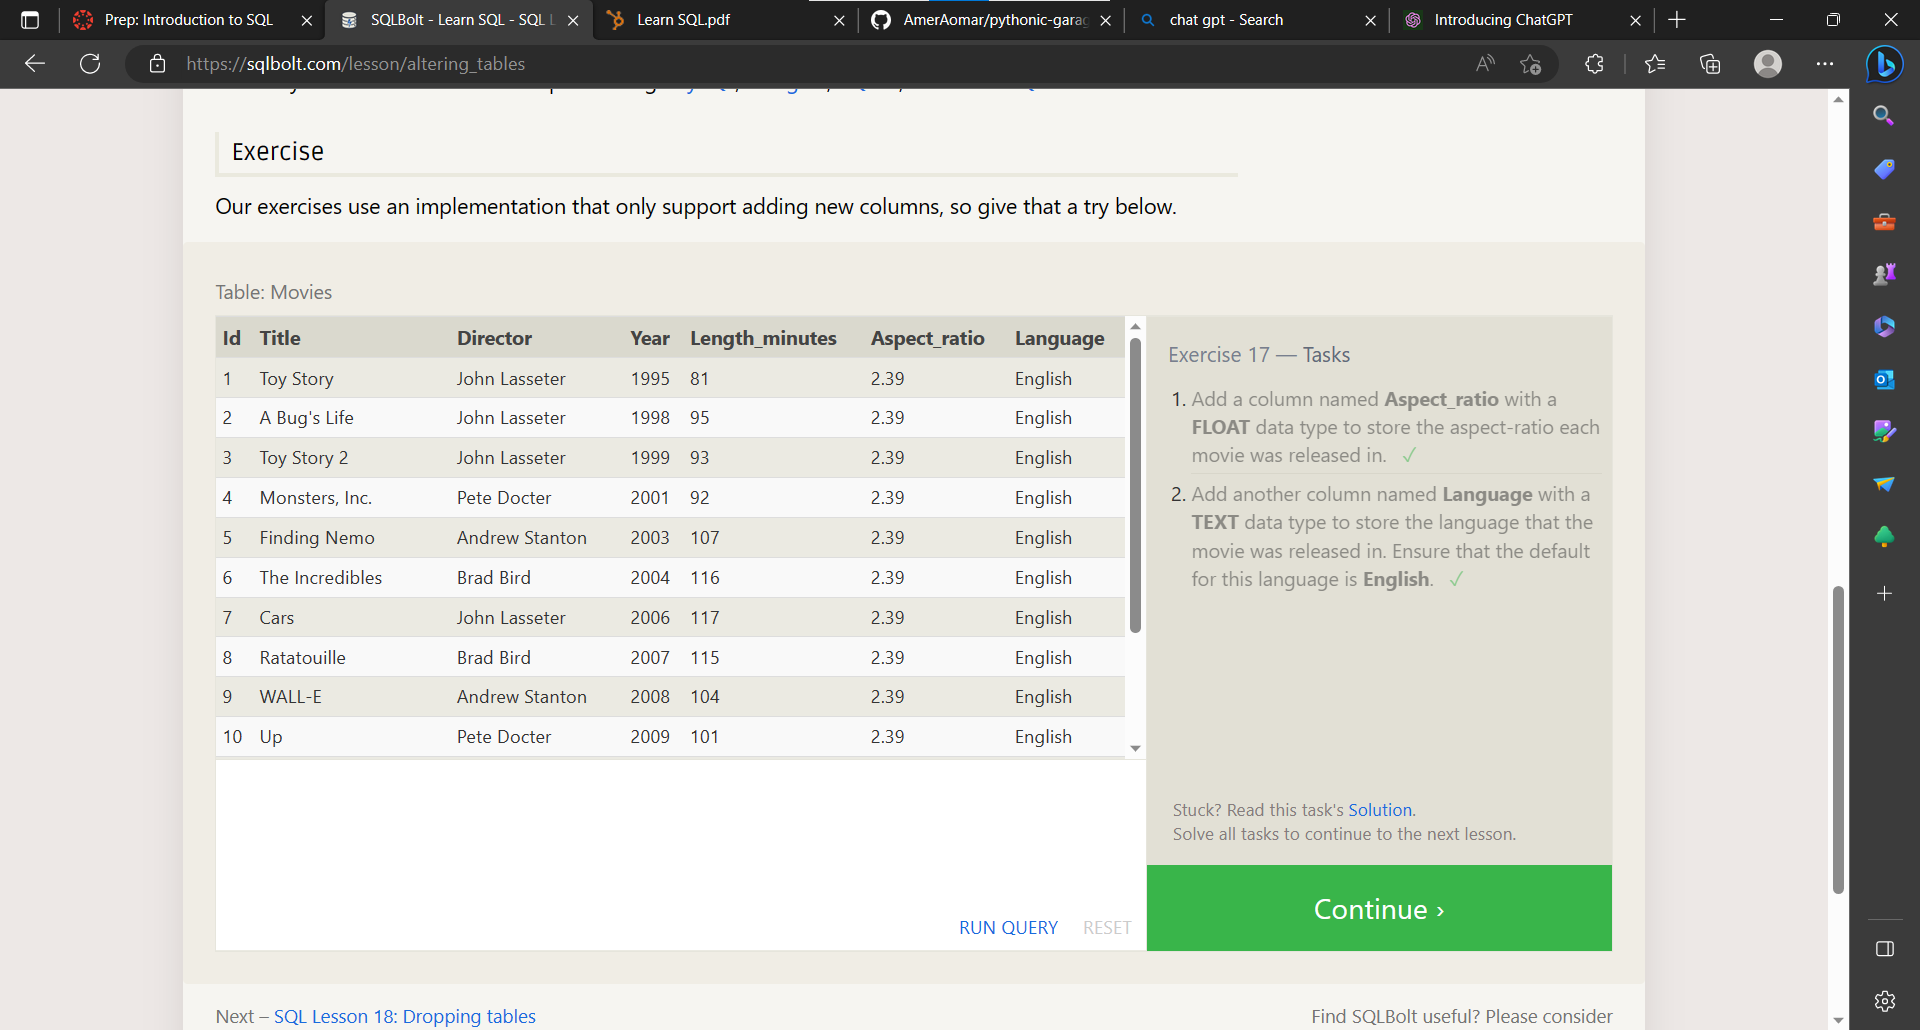 Prep: Introduction to SQL
SQLBolt - Learn SQL - SQL L
Learn SQL.pdf
AmerAomar/pythonic-garag
chat gpt - Search
Introducing ChatGPT
https://sqlbolt.com/lesson/altering_tables
Exercise
Our exercises use an implementation that only support adding new columns, so give that a try below.
Table: Movies
Id Title Director Year Length_minutes Aspect_ratio Language
1 Toy Story John Lasseter 1995 81 2.39 English
2 A Bug's Life John Lasseter 1998 95 2.39 English
3 Toy Story 2 John Lasseter 1999 93 2.39 English
4 Monsters, Inc. Pete Docter 2001 92 2.39 English
5 Finding Nemo Andrew Stanton 2003 107 2.39 English
6 The Incredibles Brad Bird 2004 116 2.39 English
7 Cars John Lasseter 2006 117 2.39 English
8 Ratatouille Brad Bird 2007 115 2.39 English
9 WALL-E Andrew Stanton 2008 104 2.39 English
10 Up Pete Docter 2009 101 2.39 English
RUN QUERY RESET
Exercise 17 — Tasks
1. Add a column named Aspect_ratio with a
FLOAT data type to store the aspect-ratio each
movie was released in. ✓
2. Add another column named Language with a
TEXT data type to store the language that the
movie was released in. Ensure that the default
for this language is English. ✓
Stuck? Read this task's Solution.
Solve all tasks to continue to the next lesson.
Continue ›
Next – SQL Lesson 18: Dropping tables
Find SQLBolt useful? Please consider